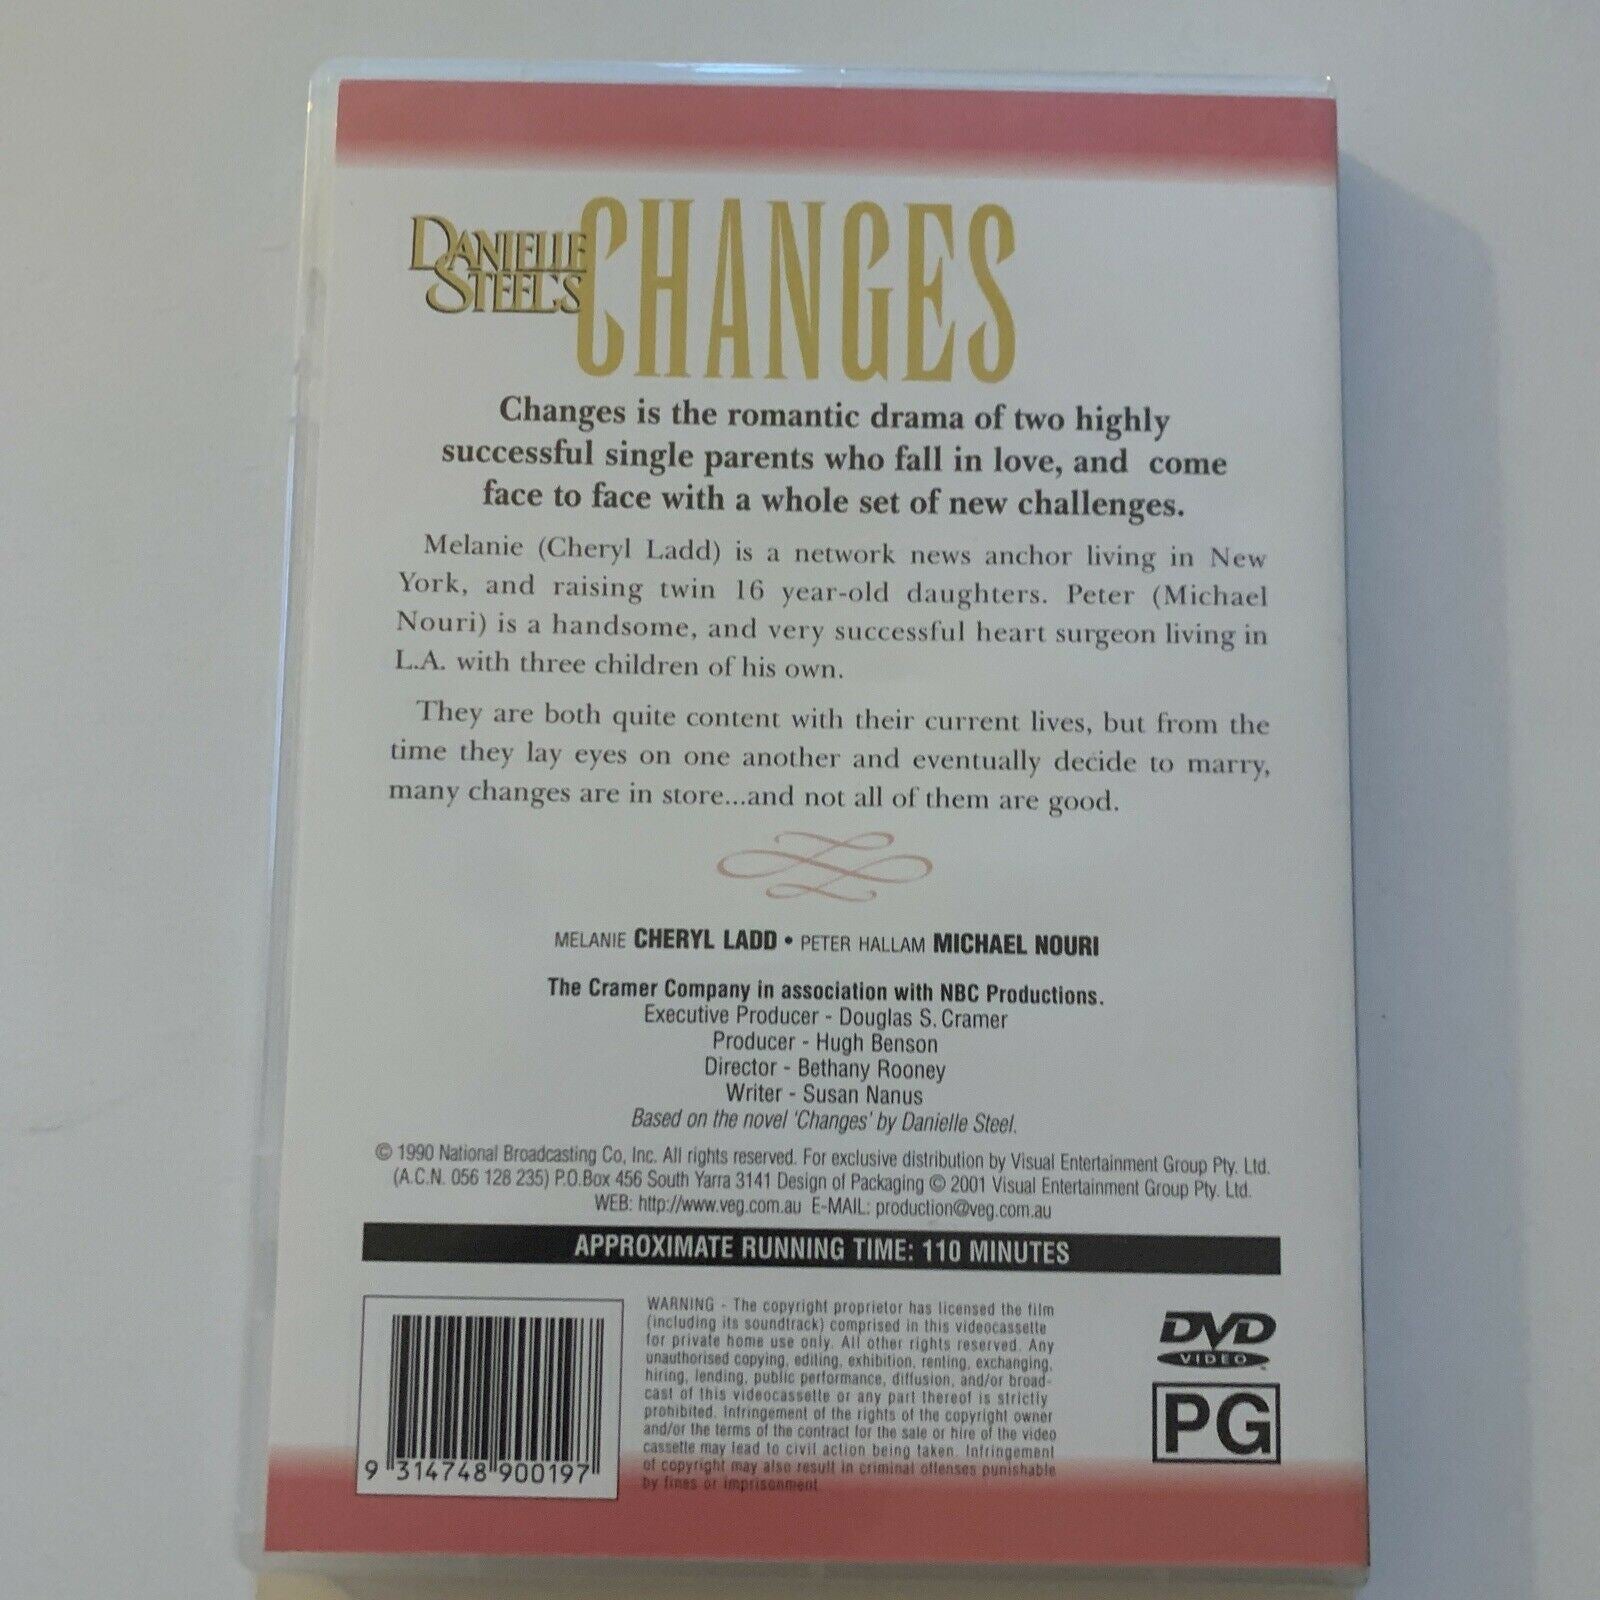 DANIELLE
STEEL'S
CHANGES
Changes is the romantic drama of two highly
successful single parents who fall in love, and come
face to face with a whole set of new challenges.
Melanie (Cheryl Ladd) is a network news anchor living in New
York, and raising twin 16 year-old daughters. Peter (Michael
Nouri) is a handsome, and very successful heart surgeon living in
L.A. with three children of his own.
They are both quite content with their current lives, but from the
time they lay eyes on one another and eventually decide to marry,
many changes are in store...and not all of them are good.
MELANIE CHERYL LADD • PETER HALLAM MICHAEL NOURI
The Cramer Company in association with NBC Productions.
Executive Producer - Douglas S. Cramer
Producer - Hugh Benson
Director - Bethany Rooney
Writer - Susan Nanus
Based on the novel 'Changes' by Danielle Steel.
© 1990 National Broadcasting Co, Inc. All rights reserved. For exclusive distribution by Visual Entertainment Group Pty. Ltd.
(A.C.N. 056 128 235) P.O.Box 456 South Yarra 3141 Design of Packaging © 2001 Visual Entertainment Group Pty. Ltd.
WEB: http://www.veg.com.au E-MAIL: production@veg.com.au
APPROXIMATE RUNNING TIME: 110 MINUTES
WARNING - The copyright proprietor has licensed the film
(including its soundtrack) comprised in this videocassette
for private home use only. All other rights reserved. Any
unauthorised copying, editing, exhibition, renting, exchanging,
hiring, lending, public performance, diffusion, and/or broad-
cast of this videocassette or any part thereof is strictly
prohibited. Infringement of the rights of the copyright owner
and/or the terms of the contract for the sale or hire of the video
cassette may lead to civil action being taken. Infringement
of copyright may also result in criminal offenses punishable
by fines or imprisonment
9 314748 900197
DVD
VIDEO
PG